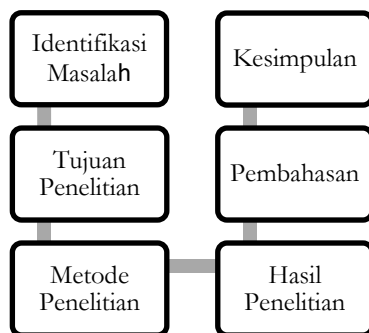 Identifikasi
Masalah
Tujuan
Penelitian
Metode
Penelitian
Hasil
Penelitian
Pembahasan
Kesimpulan